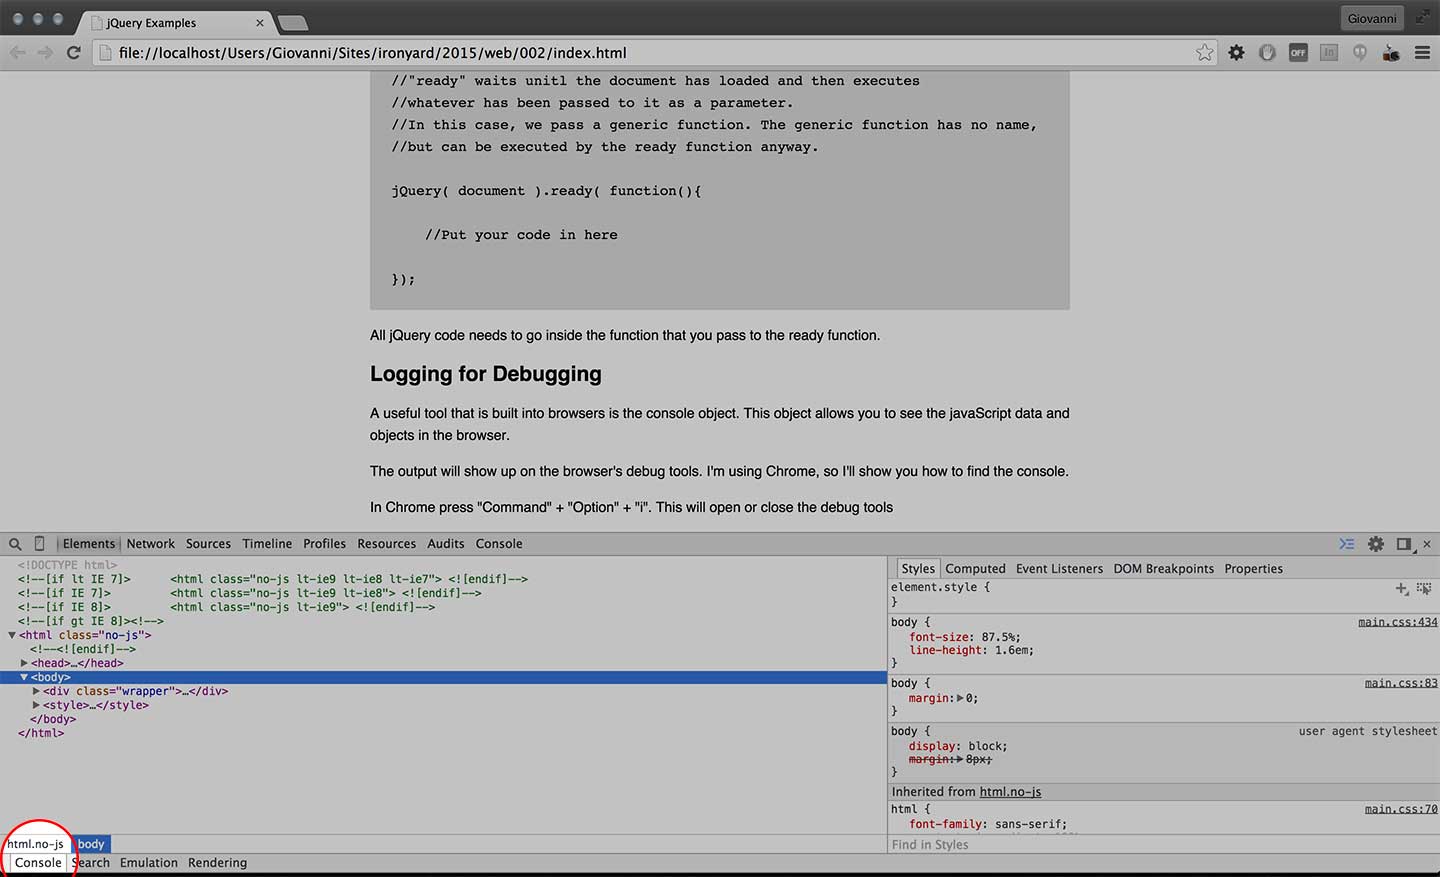 jQuery Examples
Giovanni
file://localhost/Users/Giovanni/Sites/ironyard/2015/web/002/index.html
OFF
in
//"ready" waits unitl the document has loaded and then executes
//whatever has been passed to it as a parameter.
//In this case, we pass a generic function. The generic function has no name,
//but can be executed by the ready function anyway.
jQuery( document ).ready( function(){
//Put your code in here
});
All jQuery code needs to go inside the function that you pass to the ready function.
Logging for Debugging
A useful tool that is built into browsers is the console object. This object allows you to see the javaScript data and
objects in the browser.
The output will show up on the browser's debug tools. I'm using Chrome, so I'll show you how to find the console.
In Chrome press "Command" + "Option" + "i". This will open or close the debug tools
Elements Network Sources Timeline Profiles Resources Audits Console
<!DOCTYPE html>
<!--[if lt IE 7]> <html class="no-js lt-ie9 lt-ie8 lt-ie7"> <![endif]-->
<!--[if IE 7]> <html class="no-js lt-ie9 lt-ie8"> <![endif]-->
<!--[if IE 8]> <html class="no-js lt-ie9"> <![endif]-->
<!--[if gt IE 8]><!-->
<html class="no-js">
<!--<![endif]-->
<head>…</head>
<body>
<div class="wrapper">…</div>
<style>…</style>
</body>
</html>
html.no-js body
Console Search Emulation Rendering
Styles Computed Event Listeners DOM Breakpoints Properties
element.style {
}
body { main.css:434
font-size: 87.5%;
line-height: 1.6em;
}
body { main.css:83
margin: 0;
}
body { user agent stylesheet
display: block;
margin: 8px;
}
Inherited from html.no-js
html { main.css:70
font-family: sans-serif;
Find in Styles